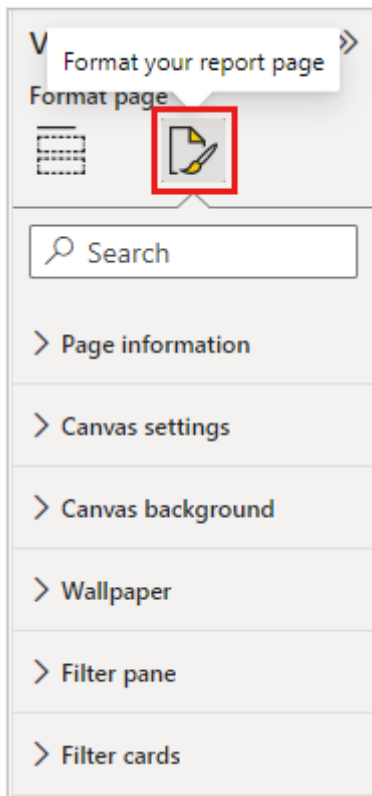 V
Format your report page
Format page
Search
Page information
Canvas settings
Canvas background
Wallpaper
Filter pane
Filter cards